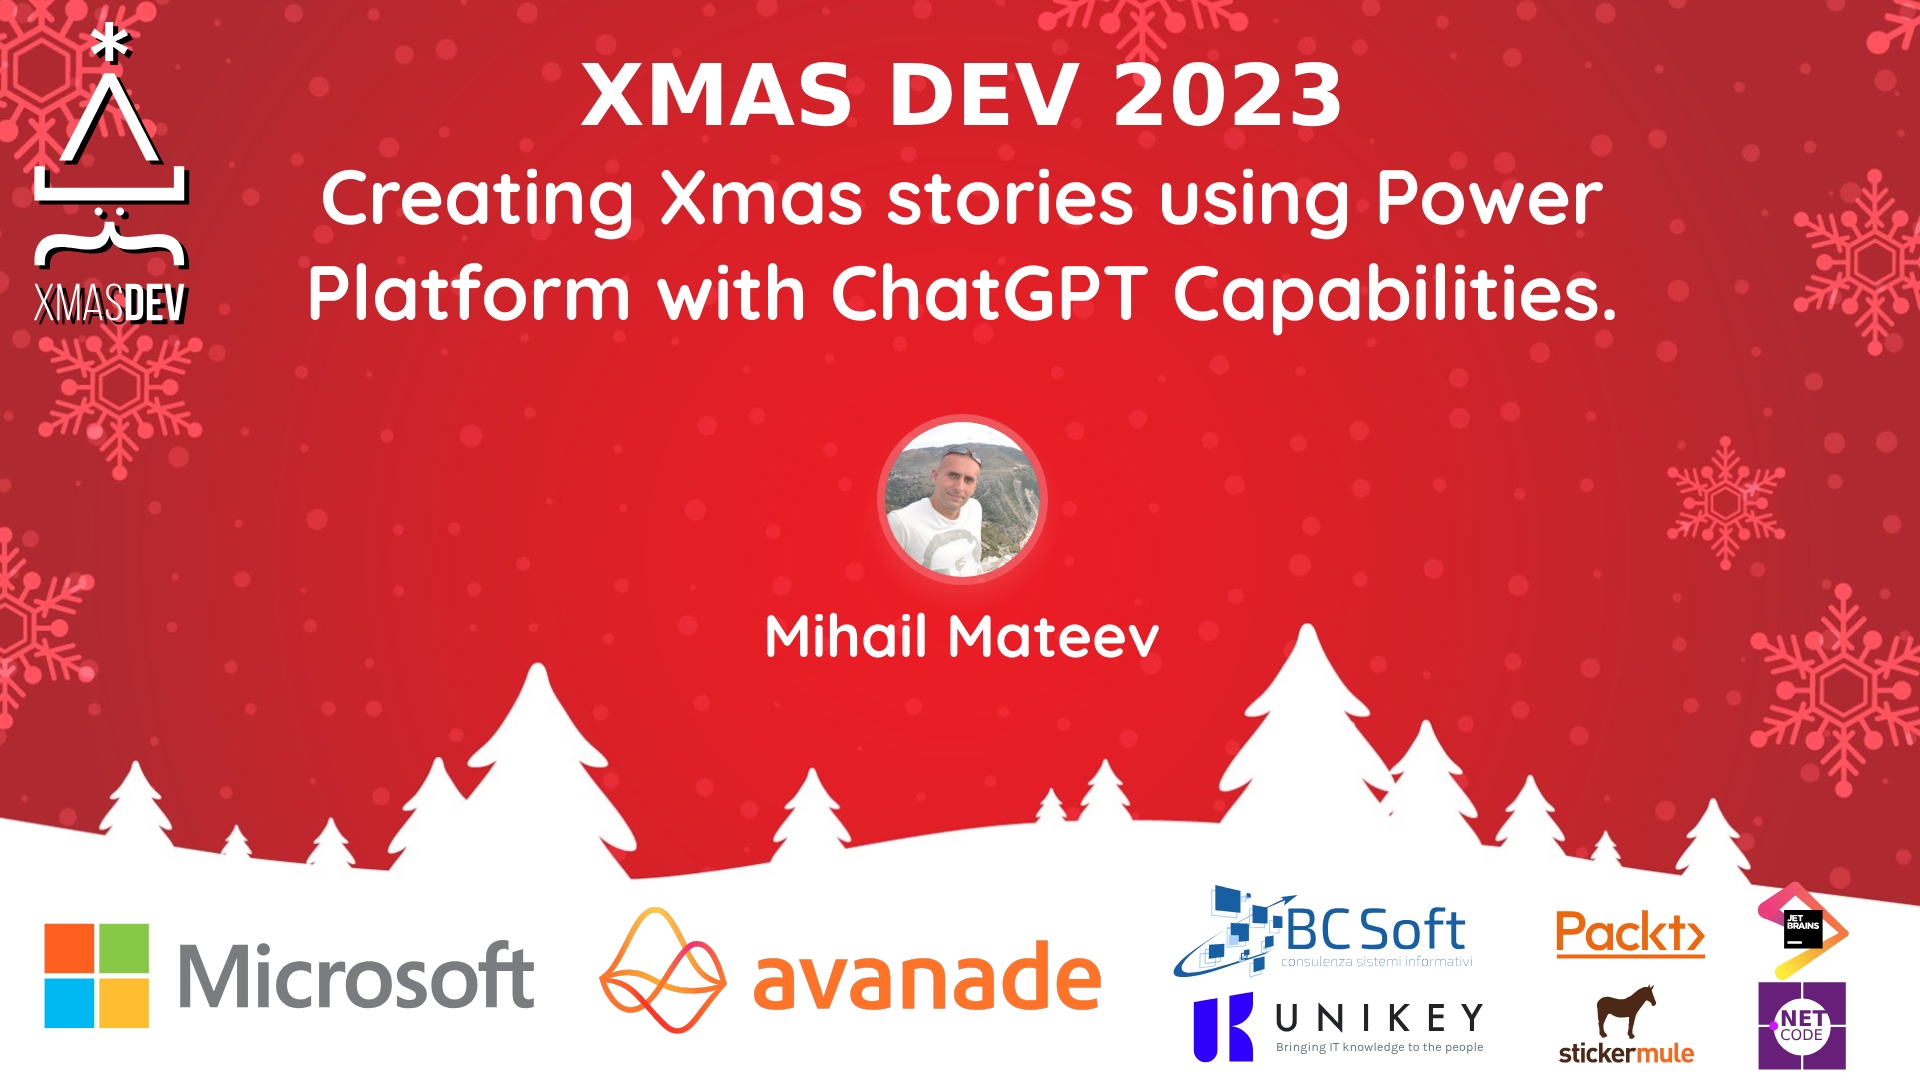 XMASDEV
XMAS DEV 2023
Creating Xmas stories using Power
Platform with ChatGPT Capabilities.
Mihail Mateev
Microsoft
avanade
BC Soft
consulenza sistemi informativi
UNIKEY
Bringing IT knowledge to the people
Packt>
stickermule
JET
BRAINS
NET
CODE